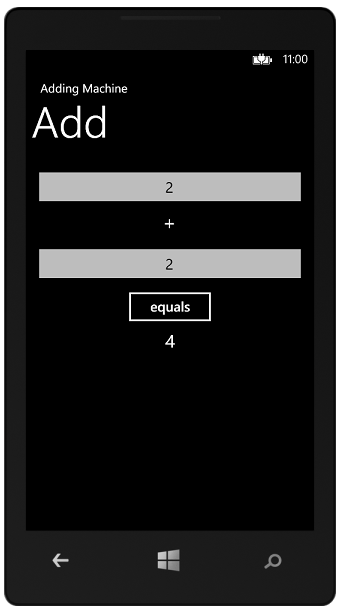 11:00
Adding Machine
Add
2
+
2
equals
4